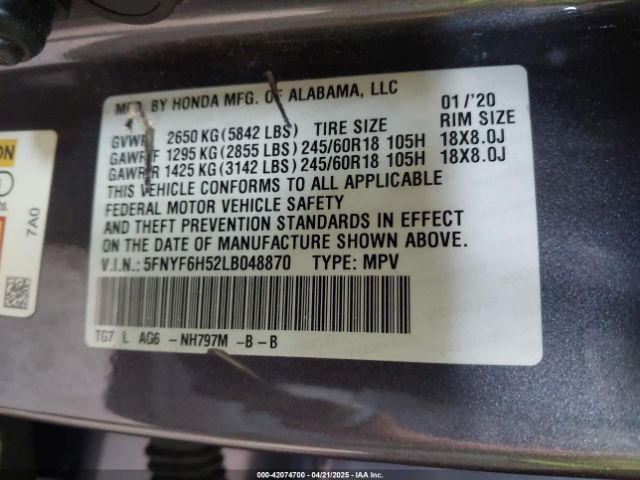 MFD. BY HONDA MFG. OF ALABAMA, LLC 01/'20
4
GVWR 2650 KG (5842 LBS) TIRE SIZE RIM SIZE
GAWR F 1295 KG (2855 LBS) 245/60R18 105H 18X8.0J
GAWR R 1425 KG (3142 LBS) 245/60R18 105H 18X8.0J
THIS VEHICLE CONFORMS TO ALL APPLICABLE
FEDERAL MOTOR VEHICLE SAFETY
AND THEFT PREVENTION STANDARDS IN EFFECT
ON THE DATE OF MANUFACTURE SHOWN ABOVE.
V.I.N.: 5FNYF6H52LB048870 TYPE: MPV
TG7 L AG6 - NH797M - B - B
7A0
000-42074700 - 04/21/2025 - IAA Inc.